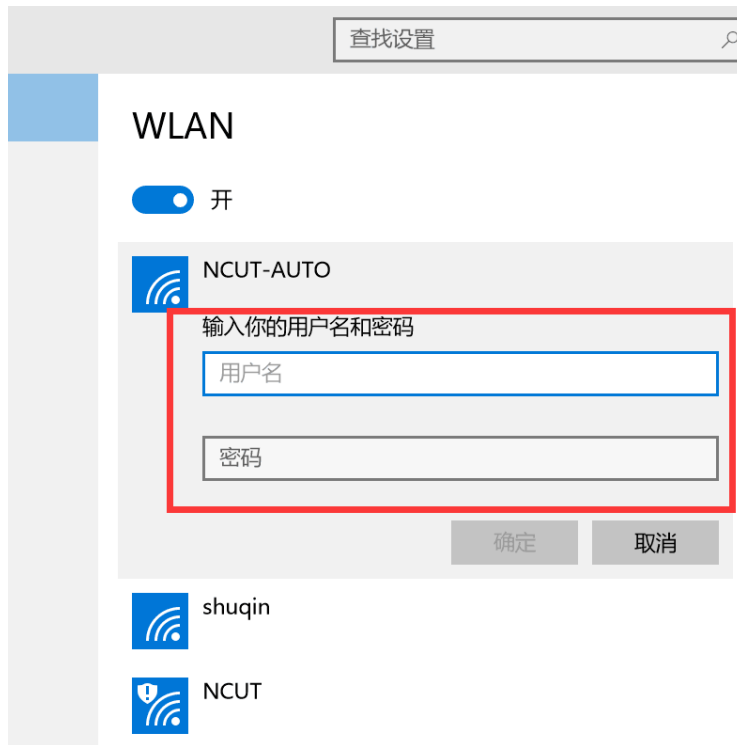 查找设置
WLAN
开
NCUT-AUTO
输入你的用户名和密码
用户名
密码
确定
取消
shuqin
NCUT